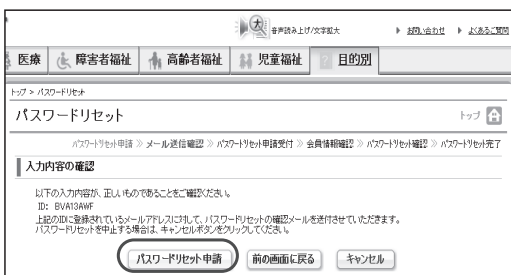 音声読み上げ/文字拡大 お問い合わせ よくあるご質問
医療 障害者福祉 高齢者福祉 児童福祉 目的別
トップ > パスワードリセット
パスワードリセット トップ
パスワードリセット申請 » メール送信確認 » パスワードリセット申請受付 » 会員情報確認 » パスワードリセット確認 » パスワードリセット完了
入力内容の確認
以下の入力内容が、正しいものであることをご確認ください。
ID: BVA13AWF
上記のIDに登録されているメールアドレスに対して、パスワードリセットの確認メールを送付させていただきます。
パスワードリセットを中止する場合は、キャンセルボタンをクリックしてください。
パスワードリセット申請 前の画面に戻る キャンセル